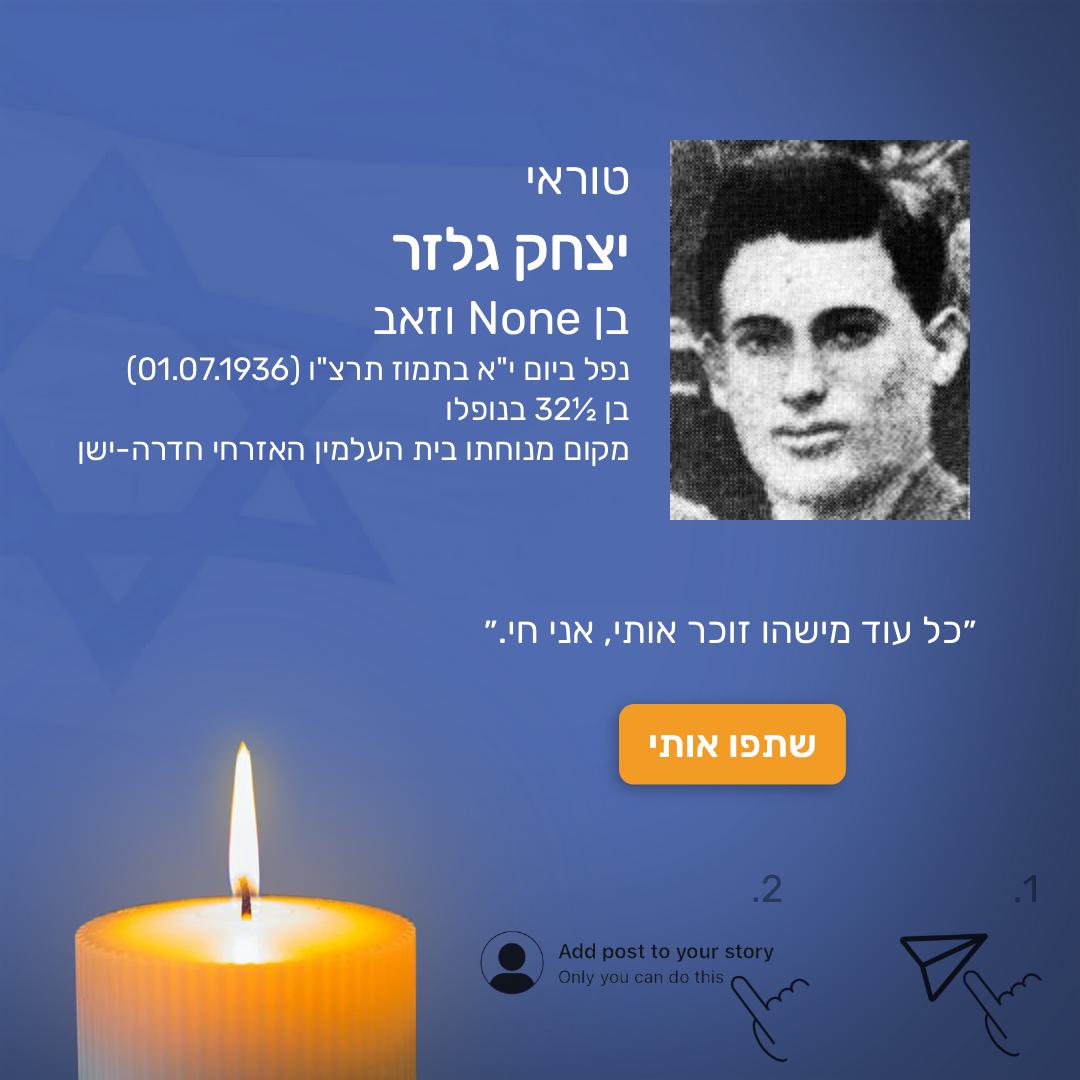 טוראי
יצחק גלזר
בן None וזאב
נפל ביום י"א בתמוז תרצ"ו (01.07.1936)
בן 32½ בנופלו
מקום מנוחתו בית העלמין האזרחי חדרה-ישן
״כל עוד מישהו זוכר אותי, אני חי.״
שתפו אותי
.1
.2
Add post to your story
Only you can do this